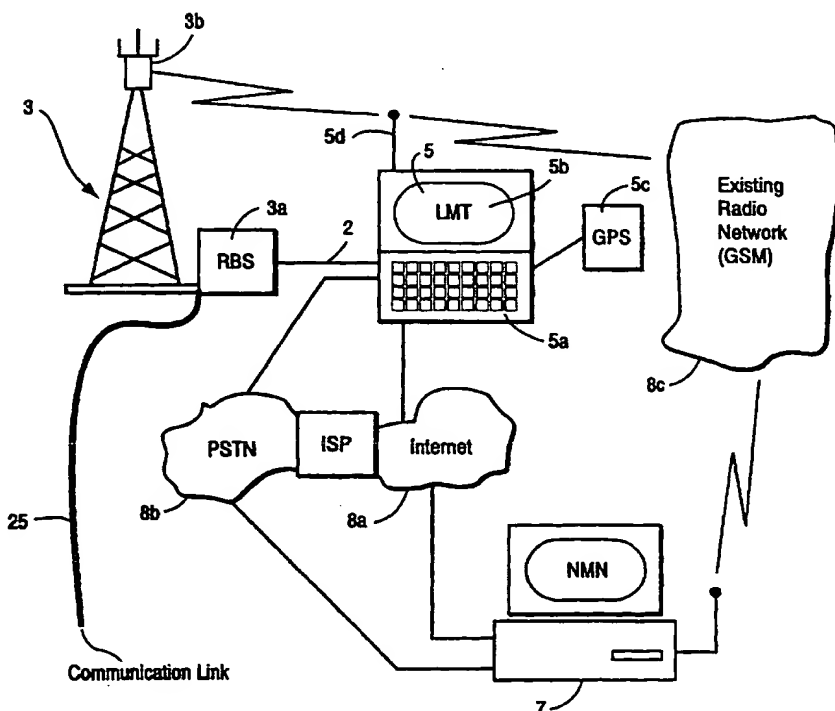 3b
3
5d
5
5b
5c
LMT
GPS
Existing
Radio
Network
(GSM)
3a
2
RBS
5a
8c
PSTN
ISP
Internet
8b
8a
25
NMN
Communication Link
7